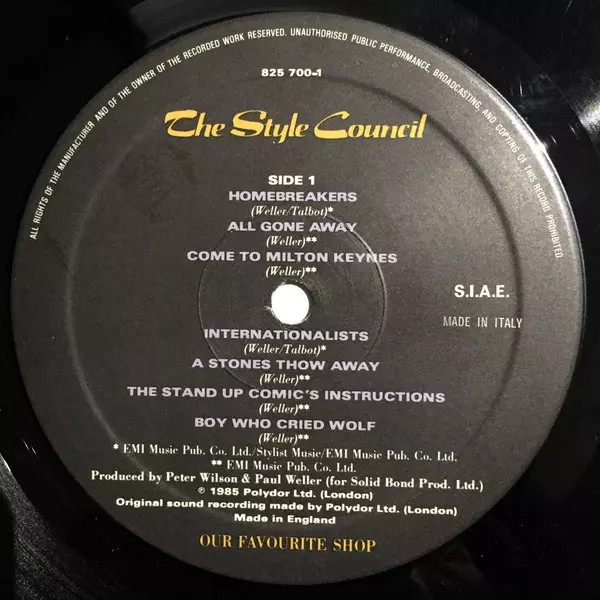 ALL RIGHTS OF THE MANUFACTURER AND OF THE OWNER OF THE RECORDED WORK RESERVED. UNAUTHORISED PUBLIC PERFORMANCE, BROADCASTING, AND COPYING OF THIS RECORD PROHIBITED.
825 700-1
The Style Council
SIDE 1
HOMEBREAKERS
(Weller/Talbot)*
ALL GONE AWAY
(Weller)**
COME TO MILTON KEYNES
(Weller)**
S.I.A.E.
MADE IN ITALY
INTERNATIONALISTS
(Weller/Talbot)*
A STONES THOW AWAY
(Weller)**
THE STAND UP COMIC'S INSTRUCTIONS
(Weller)**
BOY WHO CRIED WOLF
(Weller)**
* EMI Music Pub. Co. Ltd./Stylist Music/EMI Music Pub. Co. Ltd.
** EMI Music Pub. Co. Ltd.
Produced by Peter Wilson & Paul Weller (for Solid Bond Prod. Ltd.)
℗ 1985 Polydor Ltd. (London)
Original sound recording made by Polydor Ltd. (London)
Made in England
OUR FAVOURITE SHOP